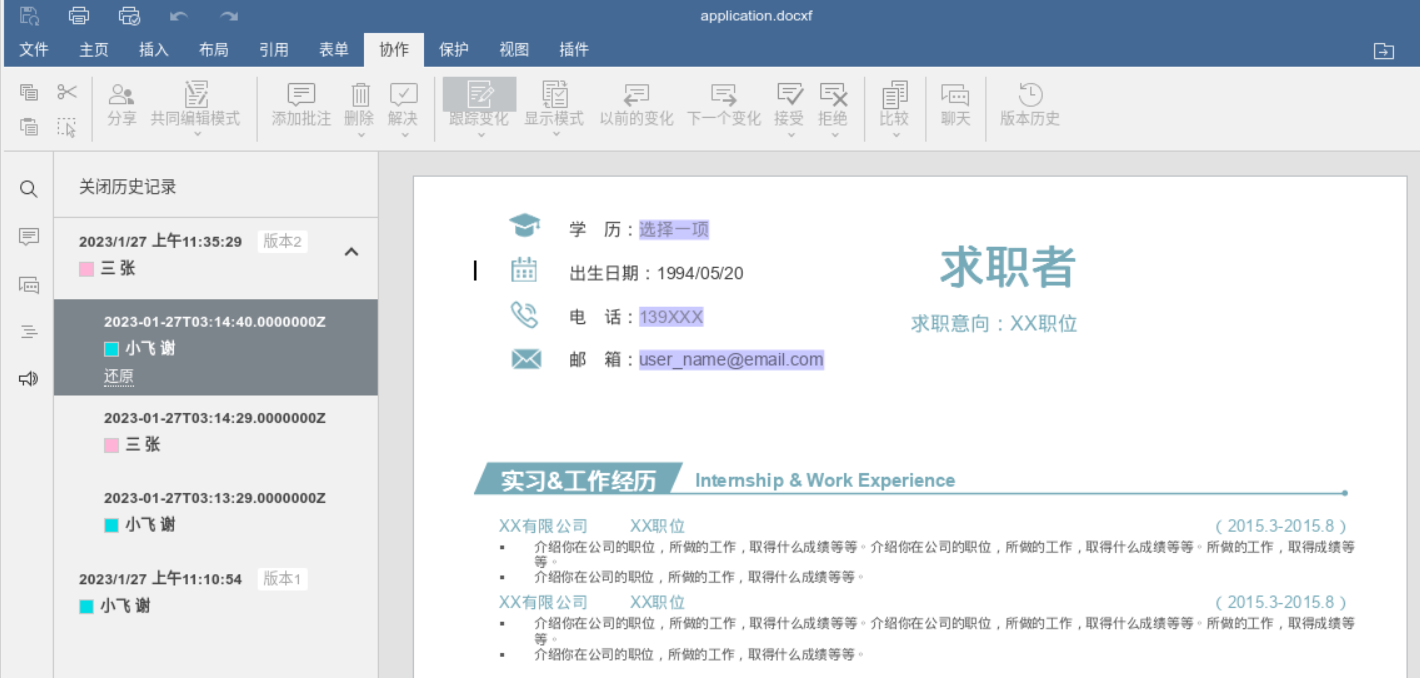 application.docxf
文件 主页 插入 布局 引用 表单 协作 保护 视图 插件
分享 共同编辑模式 添加批注 删除 解决 跟踪变化 显示模式 以前的变化 下一个变化 接受 拒绝 比较 聊天 版本历史
关闭历史记录
2023/1/27 上午11:35:29 版本2
三 张
2023-01-27T03:14:40.0000000Z
小飞 谢
还原
2023-01-27T03:14:29.0000000Z
三 张
2023-01-27T03:13:29.0000000Z
小飞 谢
2023/1/27 上午11:10:54 版本1
小飞 谢
学 历：选择一项
出生日期：1994/05/20
电 话：139XXX
邮 箱：user_name@email.com
求职者
求职意向：XX职位
实习&工作经历 Internship & Work Experience
XX有限公司 XX职位 （2015.3-2015.8）
▪ 介绍你在公司的职位，所做的工作，取得什么成绩等等。介绍你在公司的职位，所做的工作，取得什么成绩等等。所做的工作，取得成绩等
等。
▪ 介绍你在公司的职位，所做的工作，取得什么成绩等等。
XX有限公司 XX职位 （2015.3-2015.8）
▪ 介绍你在公司的职位，所做的工作，取得什么成绩等等。介绍你在公司的职位，所做的工作，取得什么成绩等等。所做的工作，取得成绩等
等。
▪ 介绍你在公司的职位，所做的工作，取得什么成绩等等。